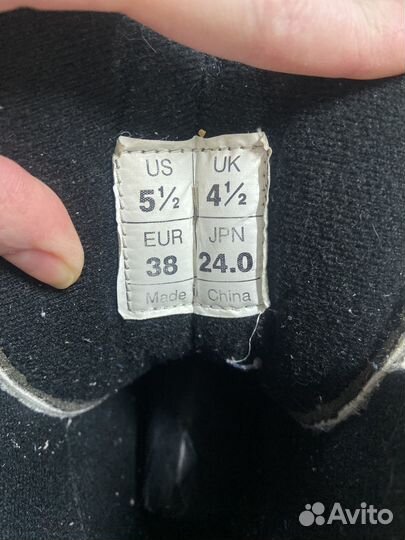 US UK
5½ 4½
EUR JPN
38 24.0
Made China
Avito